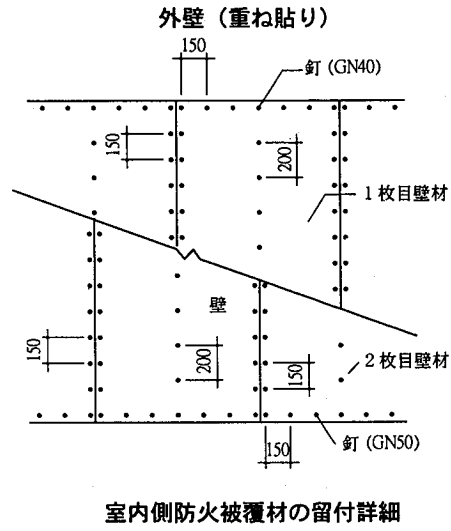 外壁（重ね貼り）
150
釘 (GN40)
150
200
1枚目壁材
壁
150
200
150
2枚目壁材
150
釘 (GN50)
室内側防火被覆材の留付詳細